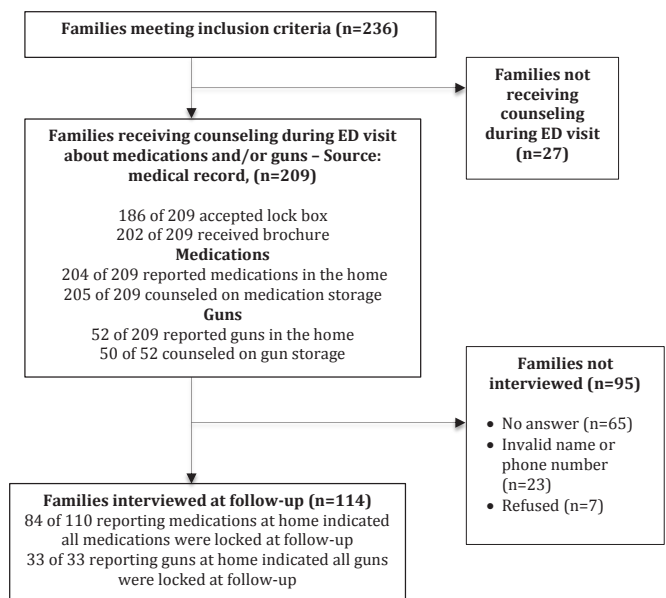 Families meeting inclusion criteria (n=236)
Families not
receiving
counseling
during ED visit
(n=27)
Families receiving counseling during ED visit
about medications and/or guns – Source:
medical record, (n=209)
186 of 209 accepted lock box
202 of 209 received brochure
Medications
204 of 209 reported medications in the home
205 of 209 counseled on medication storage
Guns
52 of 209 reported guns in the home
50 of 52 counseled on gun storage
Families not
interviewed (n=95)
• No answer (n=65)
• Invalid name or
phone number
(n=23)
• Refused (n=7)
Families interviewed at follow-up (n=114)
84 of 110 reporting medications at home indicated
all medications were locked at follow-up
33 of 33 reporting guns at home indicated all guns
were locked at follow-up